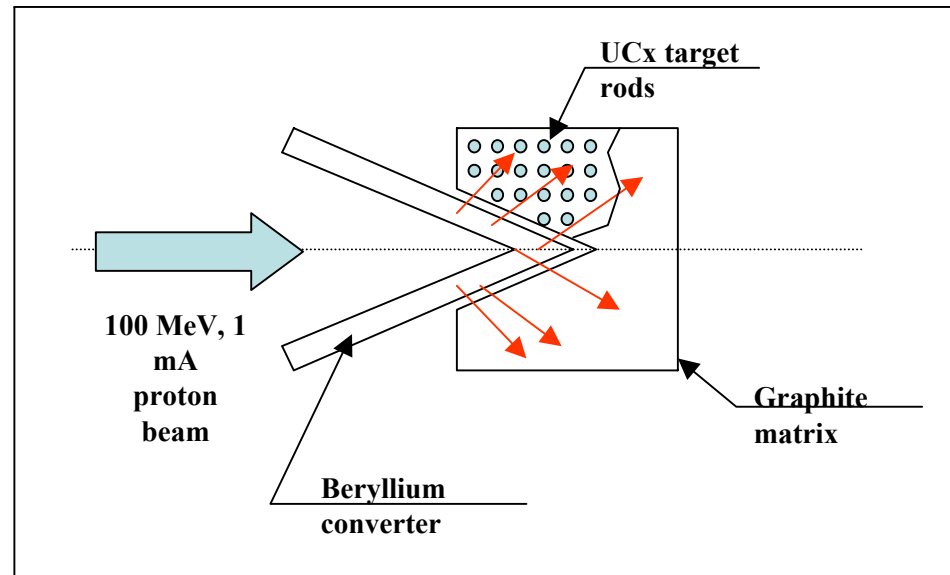 UCx target
rods
100 MeV, 1
mA
proton
beam
Graphite
matrix
Beryllium
converter